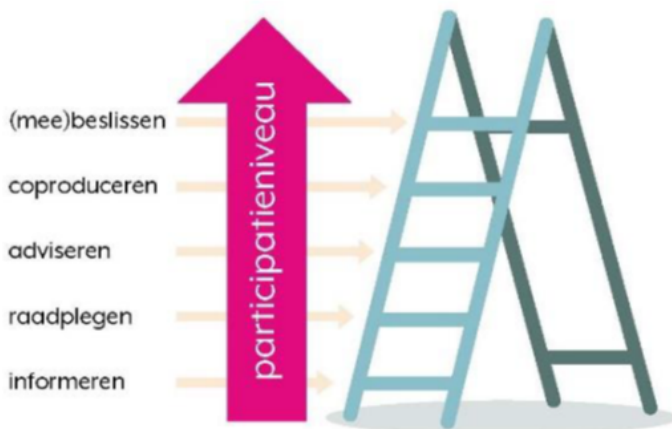 (mee)beslissen
coproduceren
adviseren
raadplegen
informeren
participatieniveau